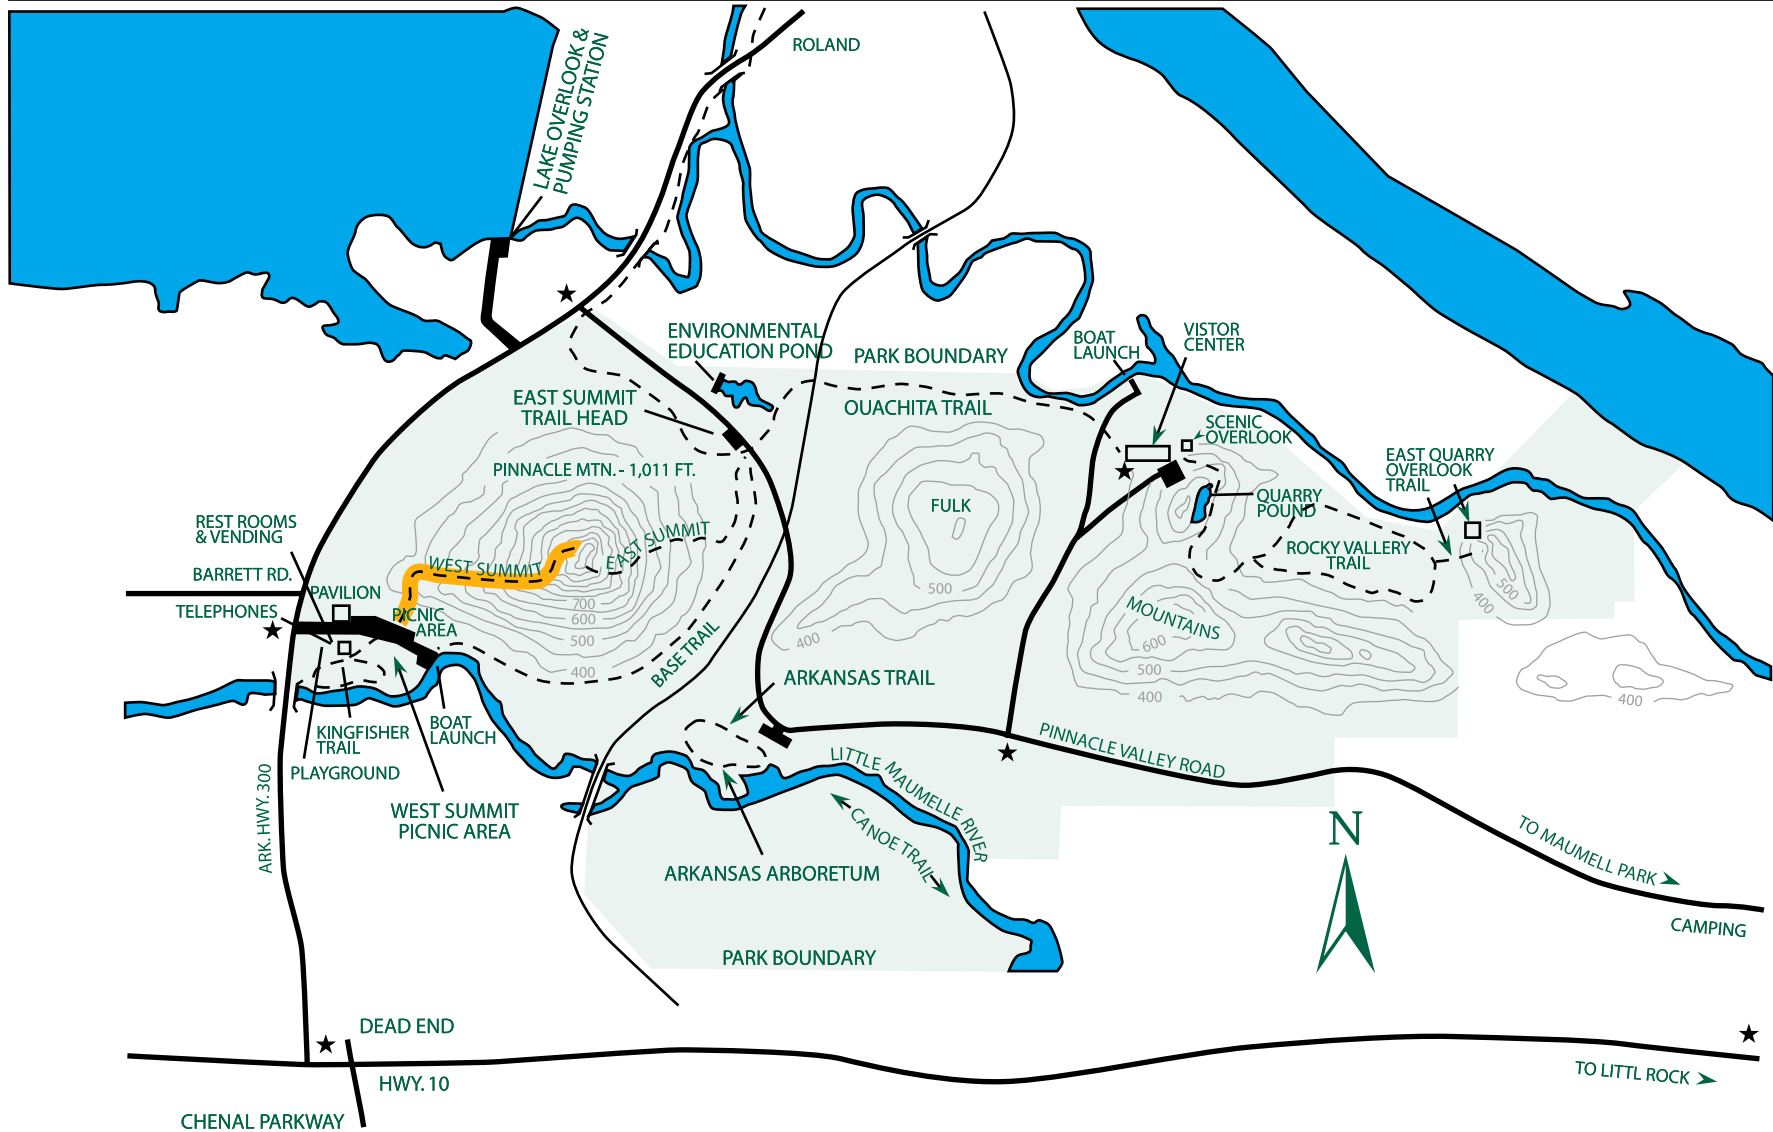 ROLAND
LAKE OVERLOOK &
PUMPING STATION
ENVIRONMENTAL
EDUCATION POND
PARK BOUNDARY
BOAT
LAUNCH
VISTOR
CENTER
EAST SUMMIT
TRAIL HEAD
OUACHITA TRAIL
SCENIC
OVERLOOK
EAST QUARRY
OVERLOOK
TRAIL
PINNACLE MTN. - 1,011 FT.
FULK
QUARRY
POUND
REST ROOMS
& VENDING
EAST SUMMIT
WEST SUMMIT
ROCKY VALLERY
TRAIL
BARRETT RD.
PAVILION
TELEPHONES
PICNIC
AREA
700
600
500
400
500
400
MOUNTAINS
600
500
400
500
400
400
BASE TRAIL
ARKANSAS TRAIL
KINGFISHER
TRAIL
BOAT
LAUNCH
PLAYGROUND
PINNACLE VALLEY ROAD
LITTLE MAUMELLE RIVER
CANOE TRAIL
ARK. HWY. 300
WEST SUMMIT
PICNIC AREA
N
TO MAUMELL PARK
ARKANSAS ARBORETUM
CAMPING
PARK BOUNDARY
DEAD END
HWY. 10
TO LITTL ROCK
CHENAL PARKWAY